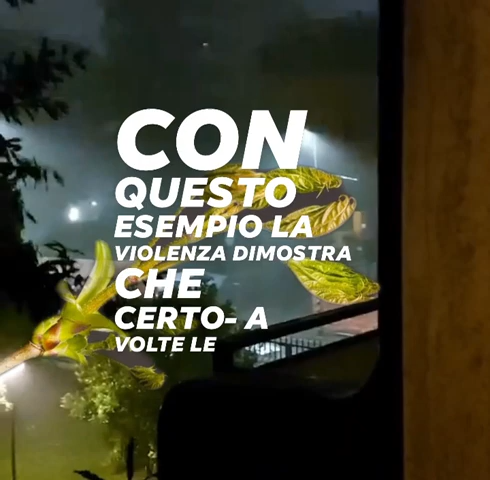 CON
QUESTO
ESEMPIO LA
VIOLENZA DIMOSTRA
CHE
CERTO- A
VOLTE LE